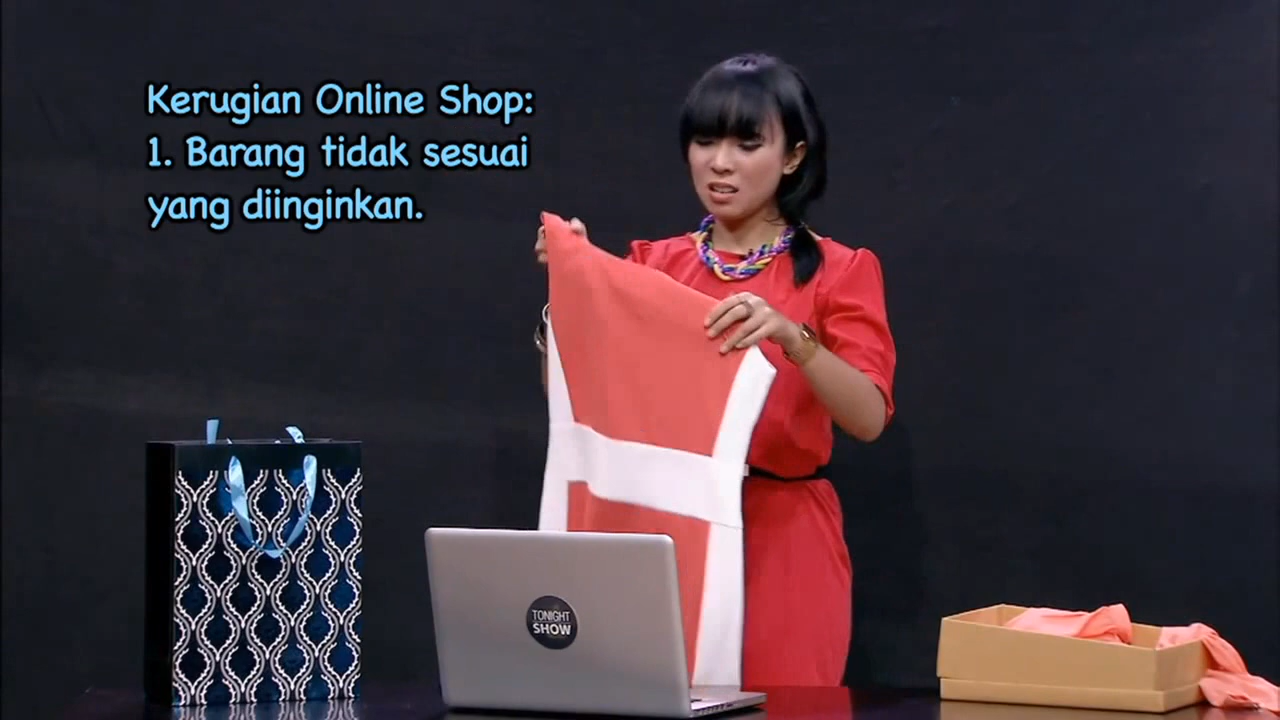 Kerugian Online Shop:
1. Barang tidak sesuai
yang diinginkan.
TONIGHT
SHOW